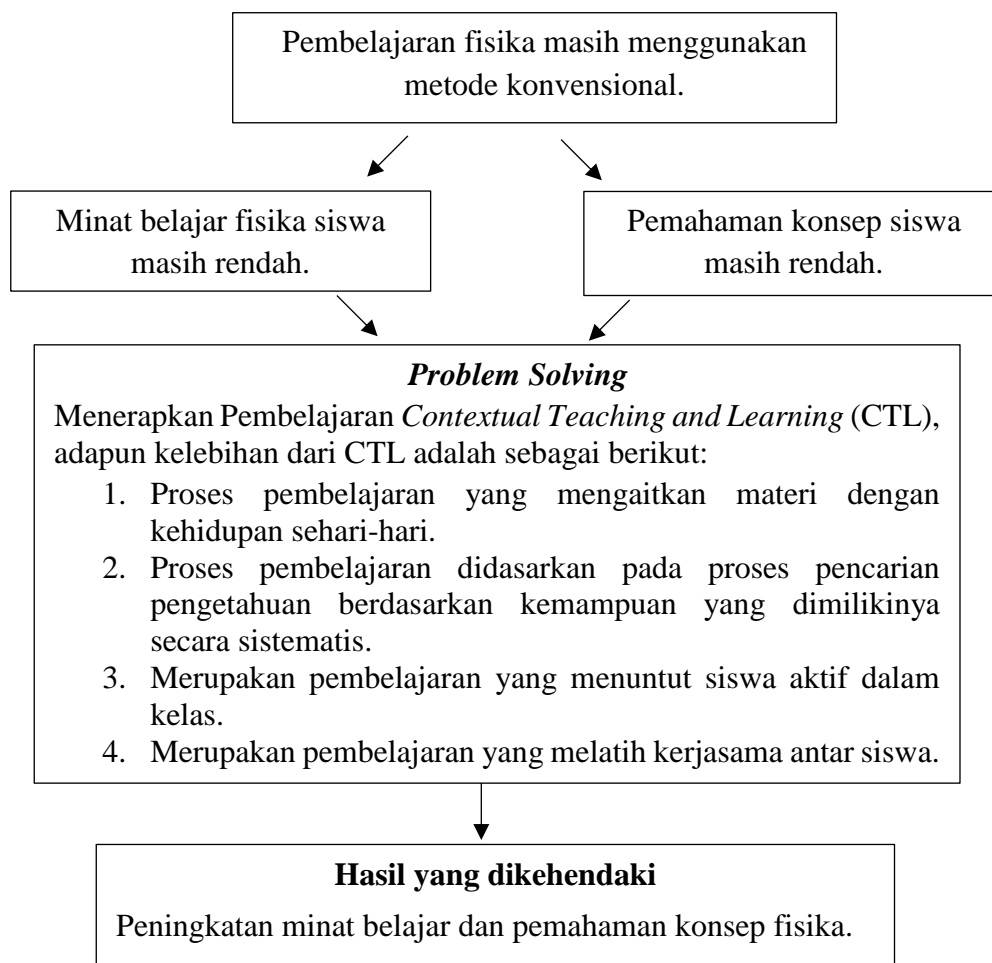 Pembelajaran fisika masih menggunakan
metode konvensional.
Minat belajar fisika siswa
masih rendah.
Pemahaman konsep siswa
masih rendah.
Problem Solving
Menerapkan Pembelajaran Contextual Teaching and Learning (CTL),
adapun kelebihan dari CTL adalah sebagai berikut:
1. Proses pembelajaran yang mengaitkan materi dengan
kehidupan sehari-hari.
2. Proses pembelajaran didasarkan pada proses pencarian
pengetahuan berdasarkan kemampuan yang dimilikinya
secara sistematis.
3. Merupakan pembelajaran yang menuntut siswa aktif dalam
kelas.
4. Merupakan pembelajaran yang melatih kerjasama antar siswa.
Hasil yang dikehendaki
Peningkatan minat belajar dan pemahaman konsep fisika.